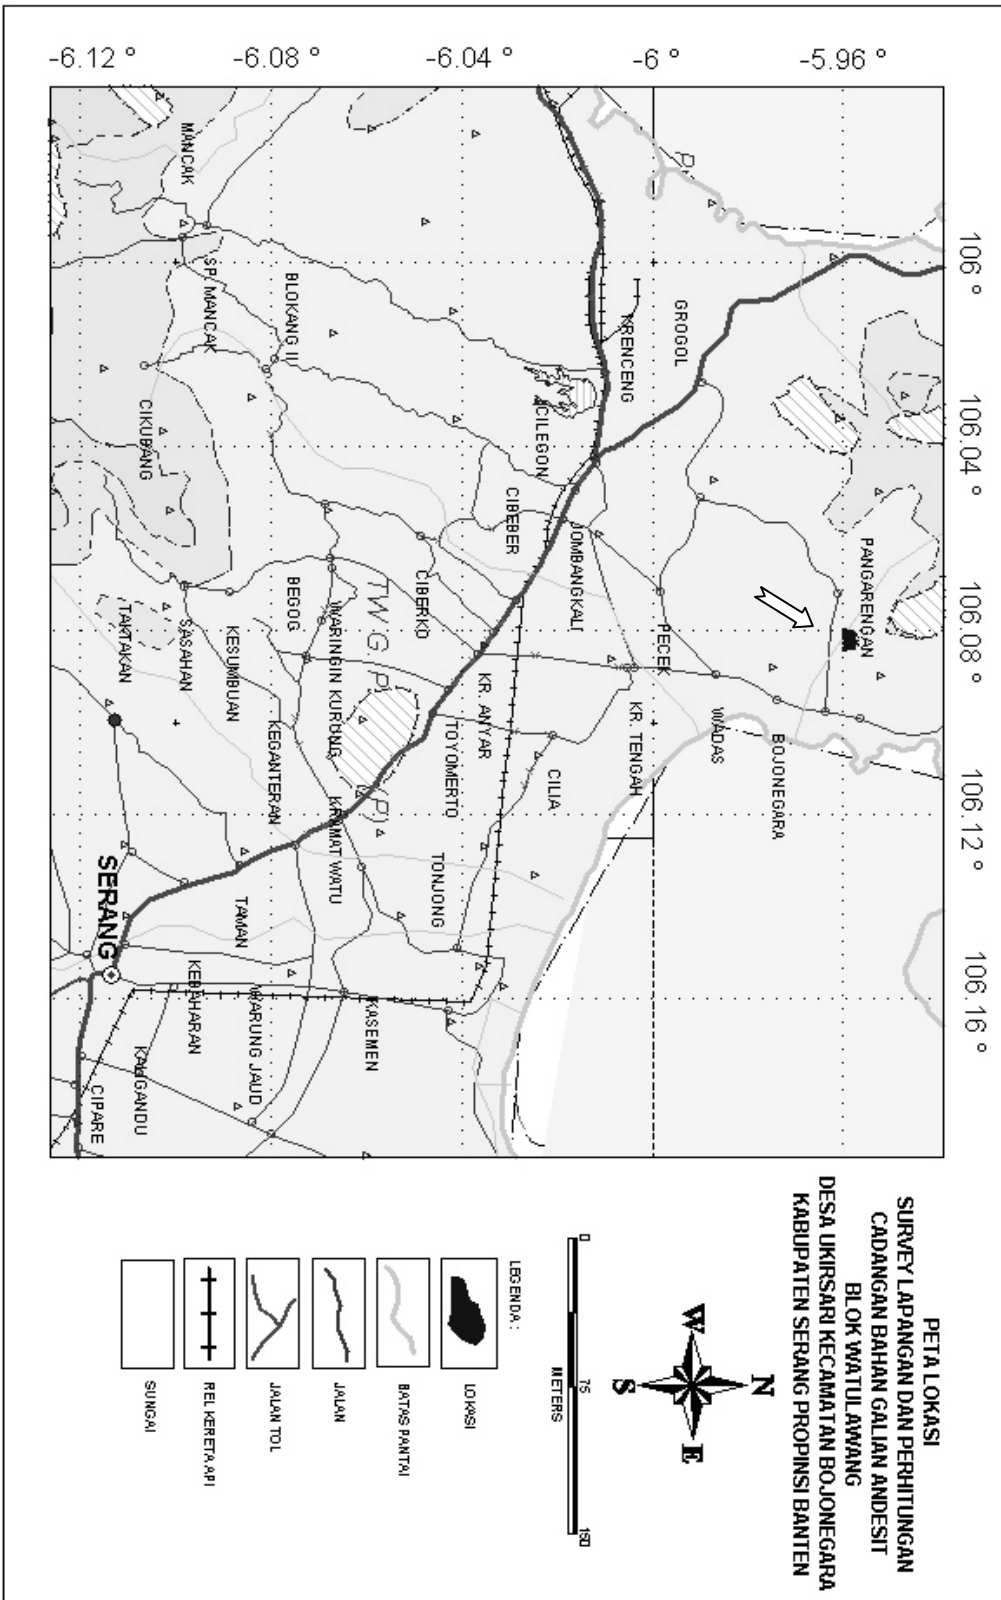 PETA LOKASI
SURVEY LAPANGAN DAN PERHITUNGAN
CADANGAN BAHAN GALIAN ANDESIT
BLOK WATULAWANG
DESA UKIRSARI KECAMATAN BOJONEGARA
KABUPATEN SERANG PROPINSI BANTEN
N
W
E
S
0
75
150
METERS
LEGENDA :
LOKASI
BATAS PANTAI
JALAN
JALAN TOL
REL KERETA API
SUNGAI
106 °
106.04 °
106.08 °
106.12 °
106.16 °
-5.96 °
-6 °
-6.04 °
-6.08 °
-6.12 °
PANGARENGAN
BOJONEGARA
WADAS
PECEK
KR. TENGAH
GROGOL
KRENCENG
CILEGON
CIBEBER
JOMBANGKALI
CILIA
KR. ANYAR
TOYOMERTO
TONJONG
CIBERKO
TWG P
(P)
BLOKANG II
BEGOG
WARINGIN KURUNG
KRAMAT WATU
KASEMEN
MANCAK
SP. MANCAK
CIKUBANG
SASAHAN
KESUMBUAN
KEGANTERAN
TAKTAKAN
TAMAN
WARUNG JAUD
KEBAHARAN
SERANG
KALIGANDU
CIPARE